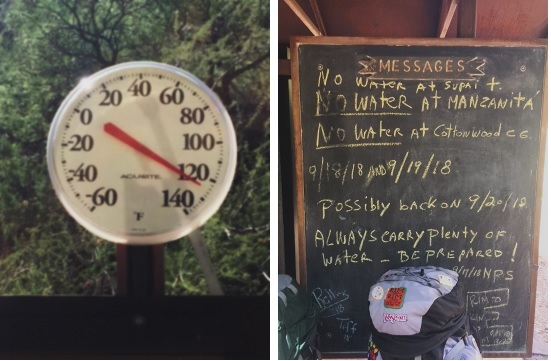 40
20 60
0 80
-20 100
-40 120
-60 140
ACURITE
°F
MESSAGES
No WATER AT SUPAI t.
No WATER AT MANZANITA
No WATER AT Cottonwood CG.
9/18/18 AND 9/19/18
Possibly back on 9/20/18
ALWAYS CARRY PLENTY OF
WATER - BE PREPARED!
NPS